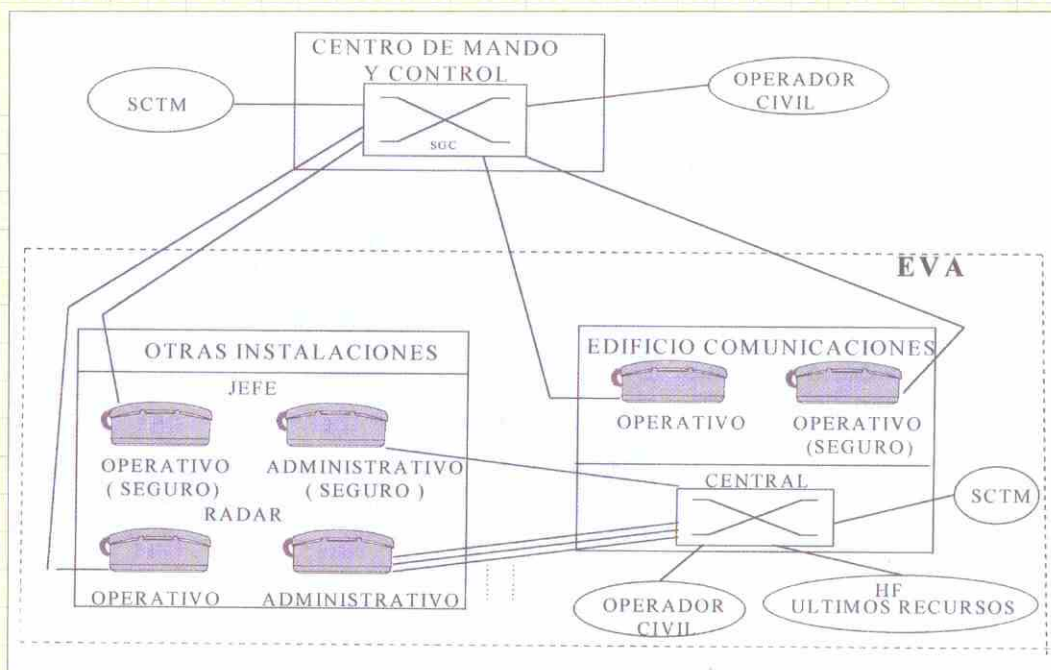 CENTRO DE MANDO
Y CONTROL
SCTM
OPERADOR
CIVIL
SGC
EVA
OTRAS INSTALACIONES
JEFE
OPERATIVO
( SEGURO)
ADMINISTRATIVO
( SEGURO )
RADAR
OPERATIVO
ADMINISTRATIVO
EDIFICIO COMUNICACIONES
OPERATIVO
OPERATIVO
(SEGURO)
CENTRAL
SCTM
OPERADOR
CIVIL
HF
ULTIMOS RECURSOS